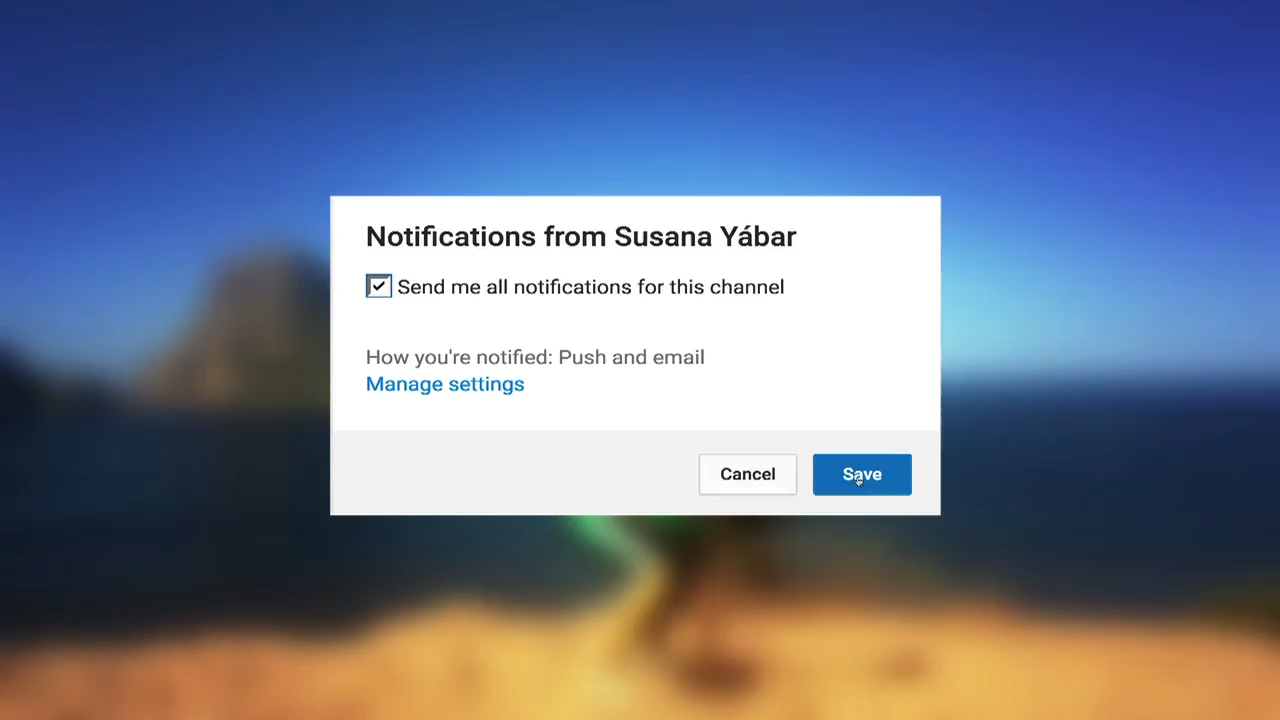 Notifications from Susana Yábar
Send me all notifications for this channel
How you're notified: Push and email
Manage settings
Cancel
Save